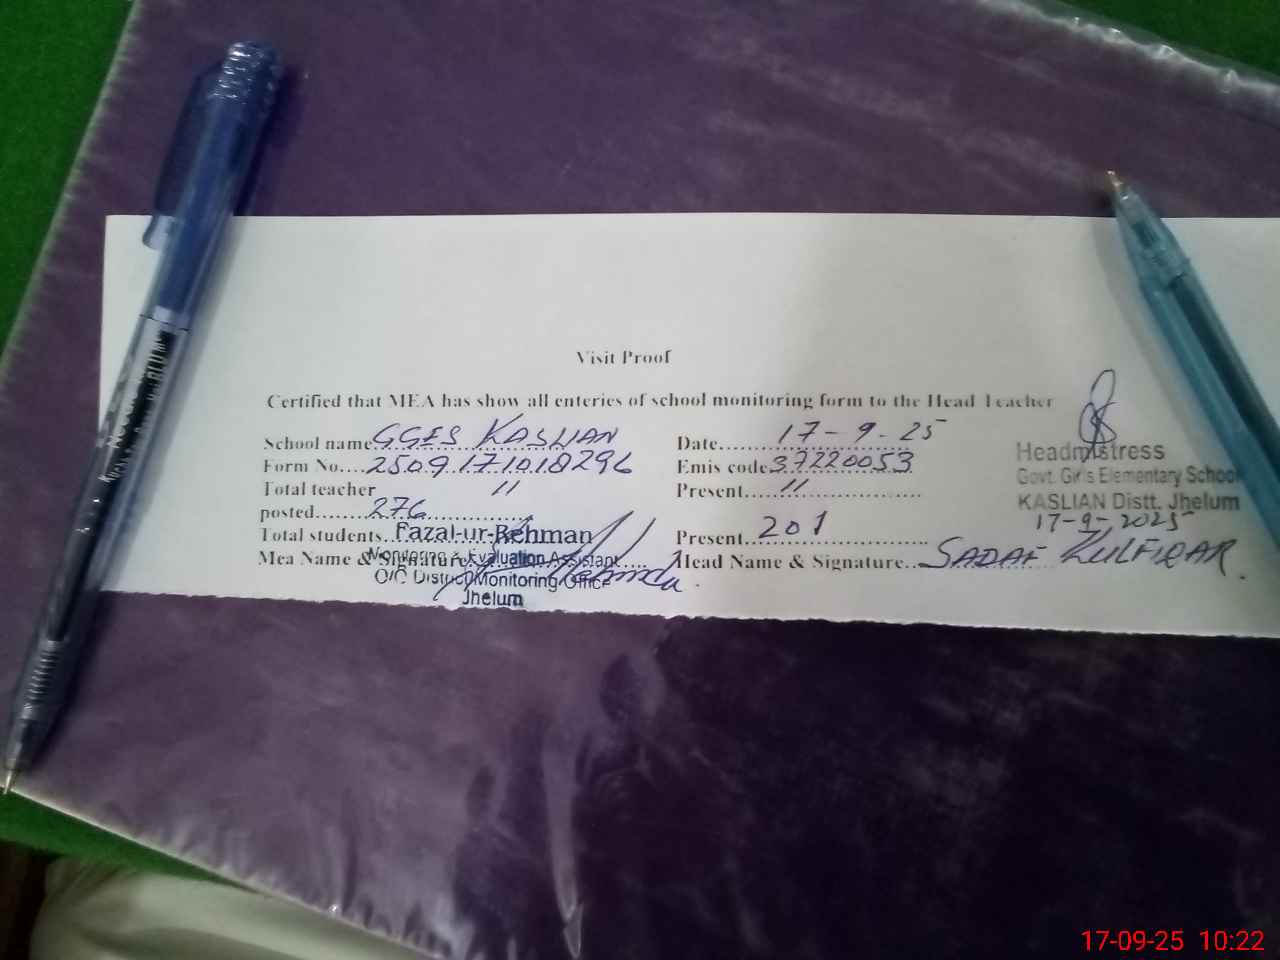 Visit Proof
Certified that MEA has show all enteries of school monitoring form to the Head Teacher
School name GGES KASLIAN Date 17-9-25
Form No. 2509171018296 Emis code 37220053
Total teacher 11 Present 11
posted 276
Total students Present 201
Mea Name & Signature Head Name & Signature SADAF ZULFIQAR.
Fazal-ur-Rehman
Monitoring & Evaluation Assistant
O/O District Monitoring Office
Jhelum
Headmistress
Govt. Girls Elementary School
KASLIAN Distt. Jhelum
17-9-2025
17-09-25 10:22